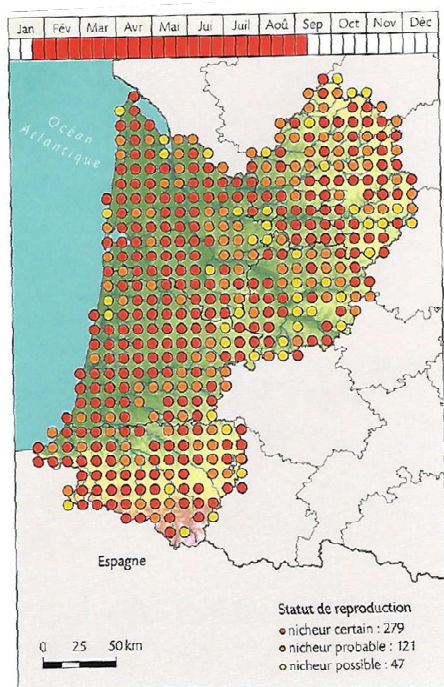 Jan Fév Mar Avr Mai Jui Juil Aoû Sep Oct Nov Déc
Océan
Atlantique
Espagne
Statut de reproduction
nicheur certain : 279
nicheur probable : 121
nicheur possible : 47
0 25 50 km